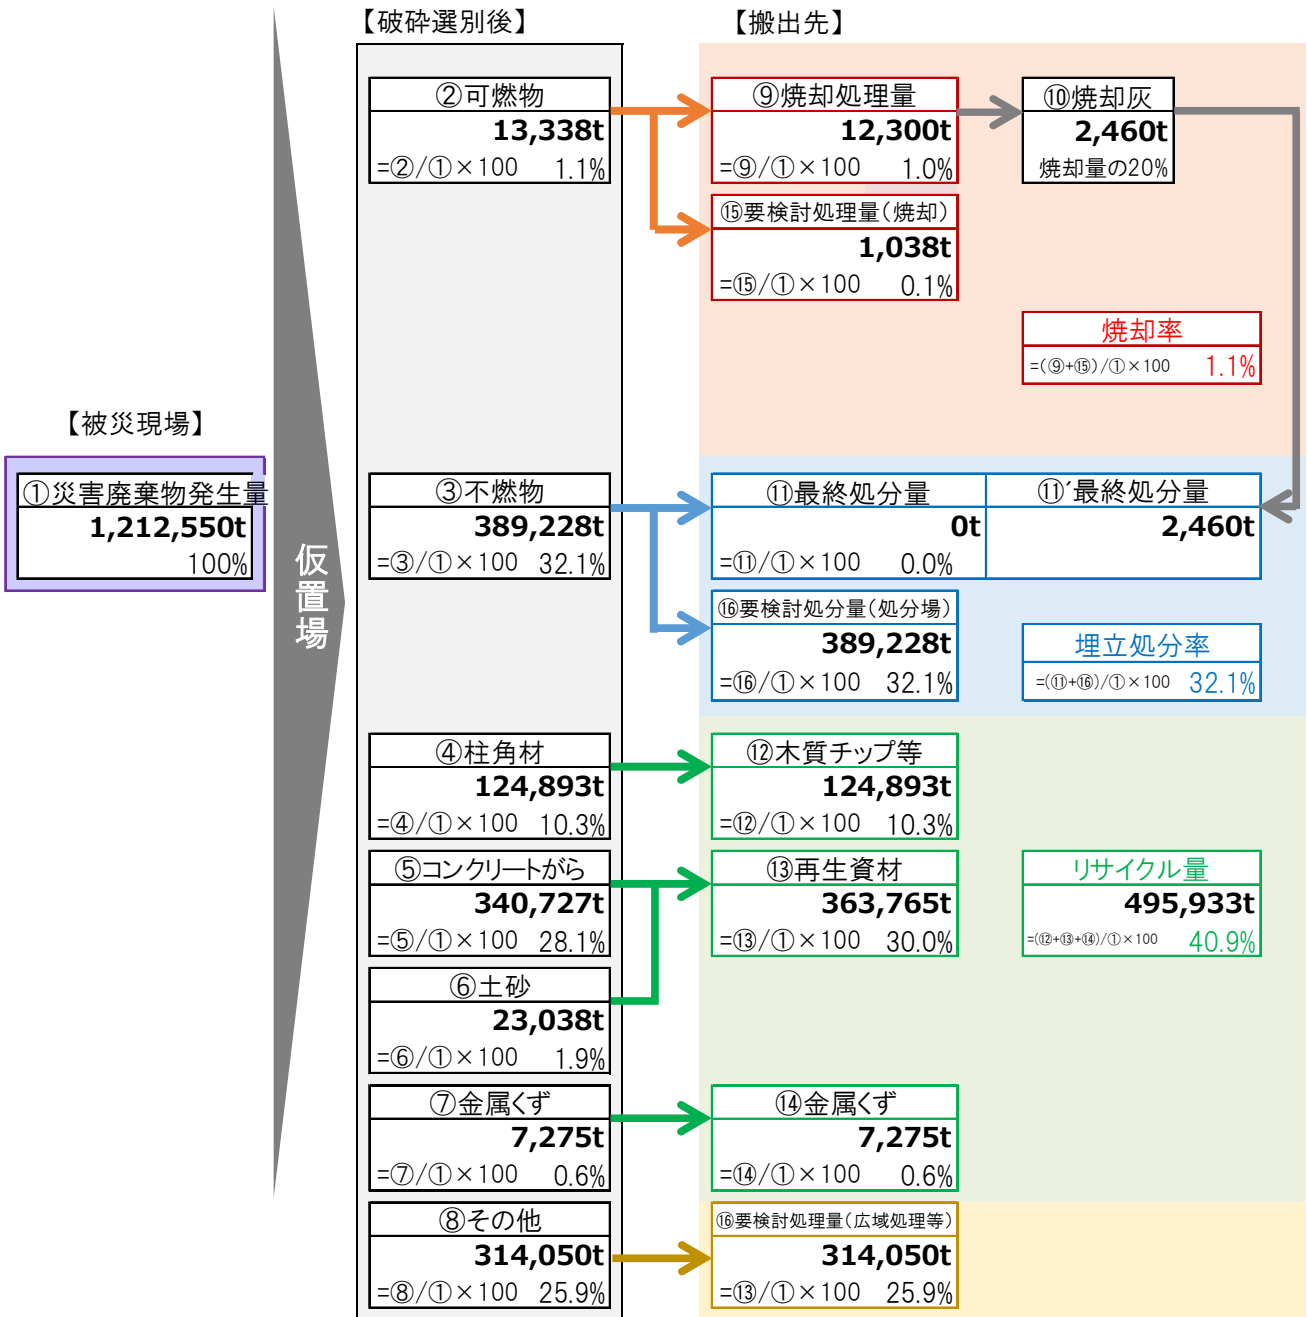 【破砕選別後】
【搬出先】
②可燃物
13,338t
=②/①×100 1.1%
⑨焼却処理量
12,300t
=⑨/①×100 1.0%
⑩焼却灰
2,460t
焼却量の20%
⑮要検討処理量(焼却)
1,038t
=⑮/①×100 0.1%
焼却率
=(⑨+⑮)/①×100 1.1%
【被災現場】
①災害廃棄物発生量
1,212,550t
100%
仮置場
③不燃物
389,228t
=③/①×100 32.1%
⑪最終処分量
0t
=⑪/①×100 0.0%
⑪´最終処分量
2,460t
⑯要検討処分量(処分場)
389,228t
=⑯/①×100 32.1%
埋立処分率
=(⑪+⑯)/①×100 32.1%
④柱角材
124,893t
=④/①×100 10.3%
⑫木質チップ等
124,893t
=⑫/①×100 10.3%
⑤コンクリートがら
340,727t
=⑤/①×100 28.1%
⑬再生資材
363,765t
=⑬/①×100 30.0%
リサイクル量
495,933t
=(⑫+⑬+⑭)/①×100 40.9%
⑥土砂
23,038t
=⑥/①×100 1.9%
⑦金属くず
7,275t
=⑦/①×100 0.6%
⑭金属くず
7,275t
=⑭/①×100 0.6%
⑧その他
314,050t
=⑧/①×100 25.9%
⑯要検討処理量(広域処理等)
314,050t
=⑬/①×100 25.9%